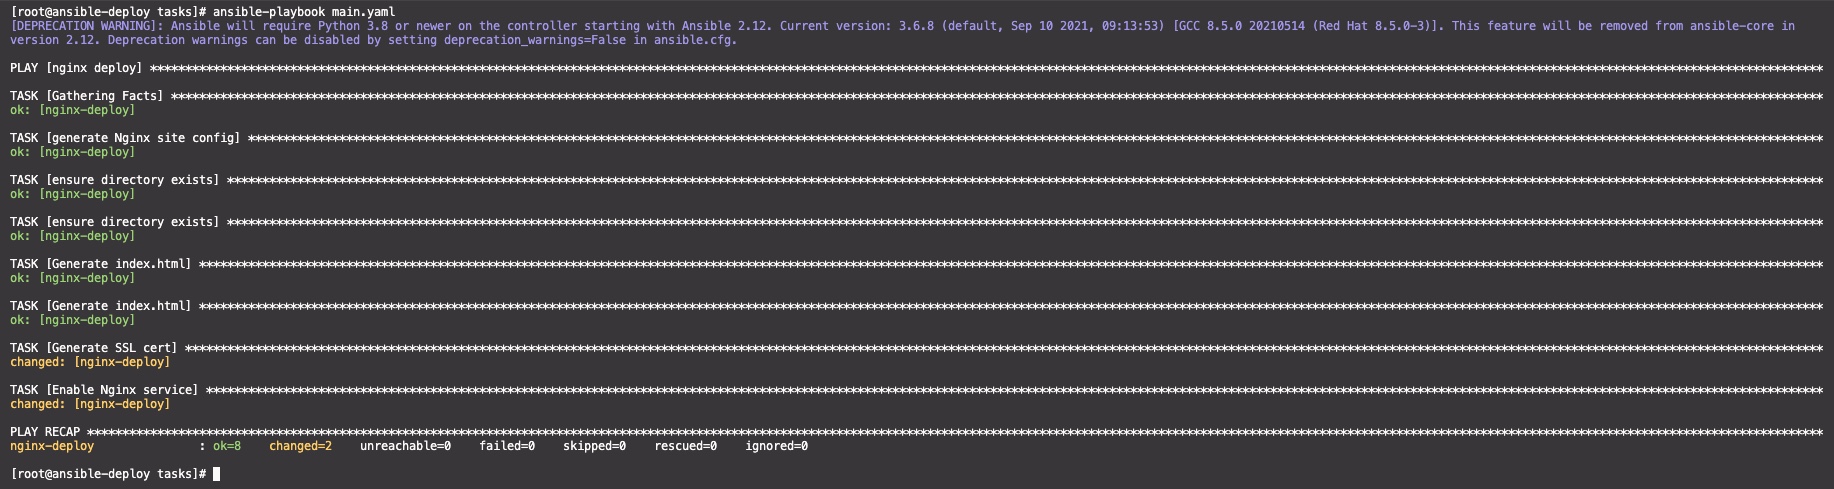 [root@ansible-deploy tasks]# ansible-playbook main.yaml
[DEPRECATION WARNING]: Ansible will require Python 3.8 or newer on the controller starting with Ansible 2.12. Current version: 3.6.8 (default, Sep 10 2021, 09:13:53) [GCC 8.5.0 20210514 (Red Hat 8.5.0-3)]. This feature will be removed from ansible-core in
version 2.12. Deprecation warnings can be disabled by setting deprecation_warnings=False in ansible.cfg.
PLAY [nginx deploy] ****************************************************************************************************
TASK [Gathering Facts] ****************************************************************************************************
ok: [nginx-deploy]
TASK [generate Nginx site config] ****************************************************************************************************
ok: [nginx-deploy]
TASK [ensure directory exists] ****************************************************************************************************
ok: [nginx-deploy]
TASK [ensure directory exists] ****************************************************************************************************
ok: [nginx-deploy]
TASK [Generate index.html] ****************************************************************************************************
ok: [nginx-deploy]
TASK [Generate index.html] ****************************************************************************************************
ok: [nginx-deploy]
TASK [Generate SSL cert] ****************************************************************************************************
changed: [nginx-deploy]
TASK [Enable Nginx service] ****************************************************************************************************
changed: [nginx-deploy]
PLAY RECAP ****************************************************************************************************
nginx-deploy : ok=8 changed=2 unreachable=0 failed=0 skipped=0 rescued=0 ignored=0
[root@ansible-deploy tasks]#